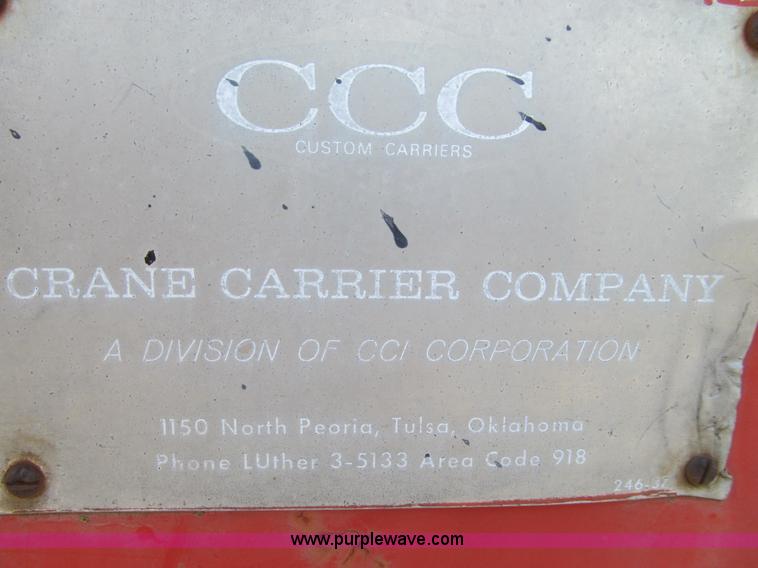 CCC
CUSTOM CARRIERS
CRANE CARRIER COMPANY
A DIVISION OF CCI CORPORATION
1150 North Peoria, Tulsa, Oklahoma
Phone LUther 3-5133 Area Code 918
www.purplewave.com